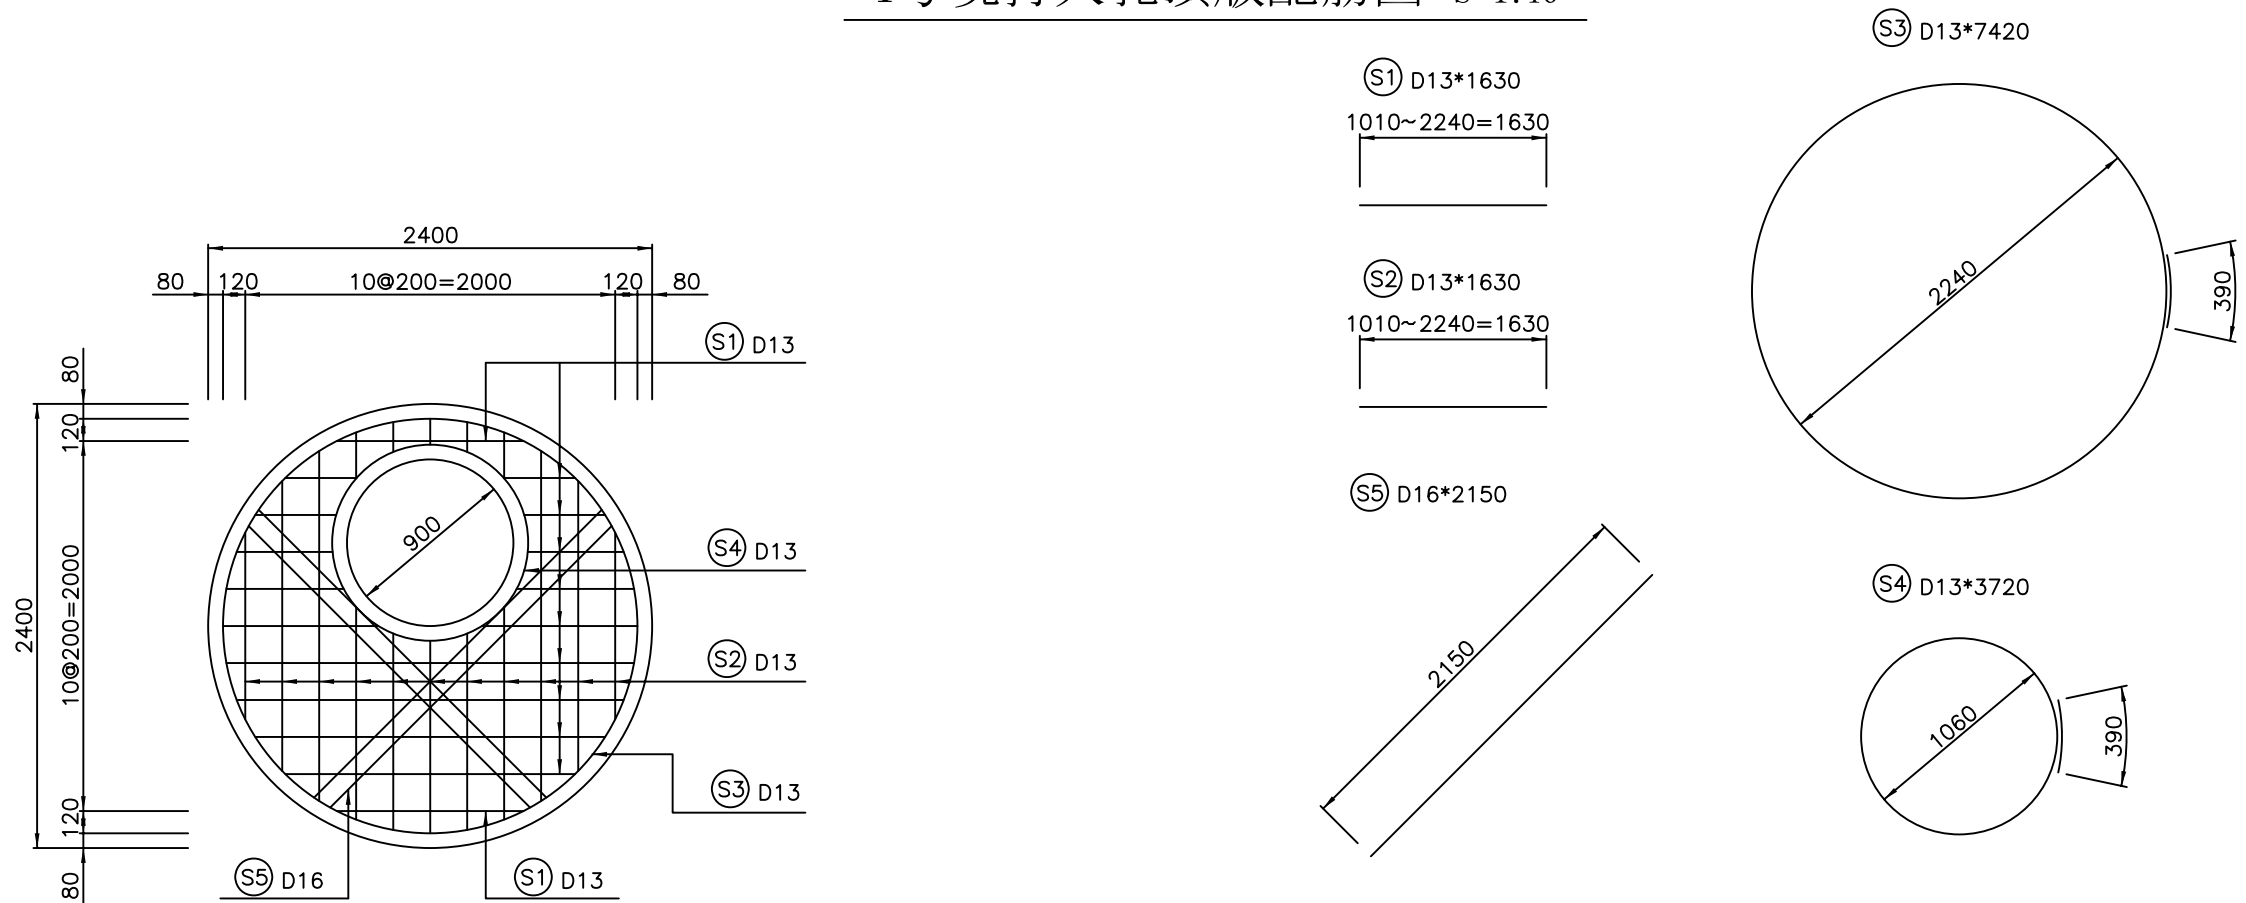 S3 D13*7420
S1 D13*1630
1010~2240=1630
2240
390
S2 D13*1630
1010~2240=1630
2400
80 120 10@200=2000 120 80
S1 D13
80
120
10@200=2000
120
80
2400
900
S4 D13
S2 D13
S3 D13
S5 D16
S1 D13
S5 D16*2150
2150
S4 D13*3720
1060
390